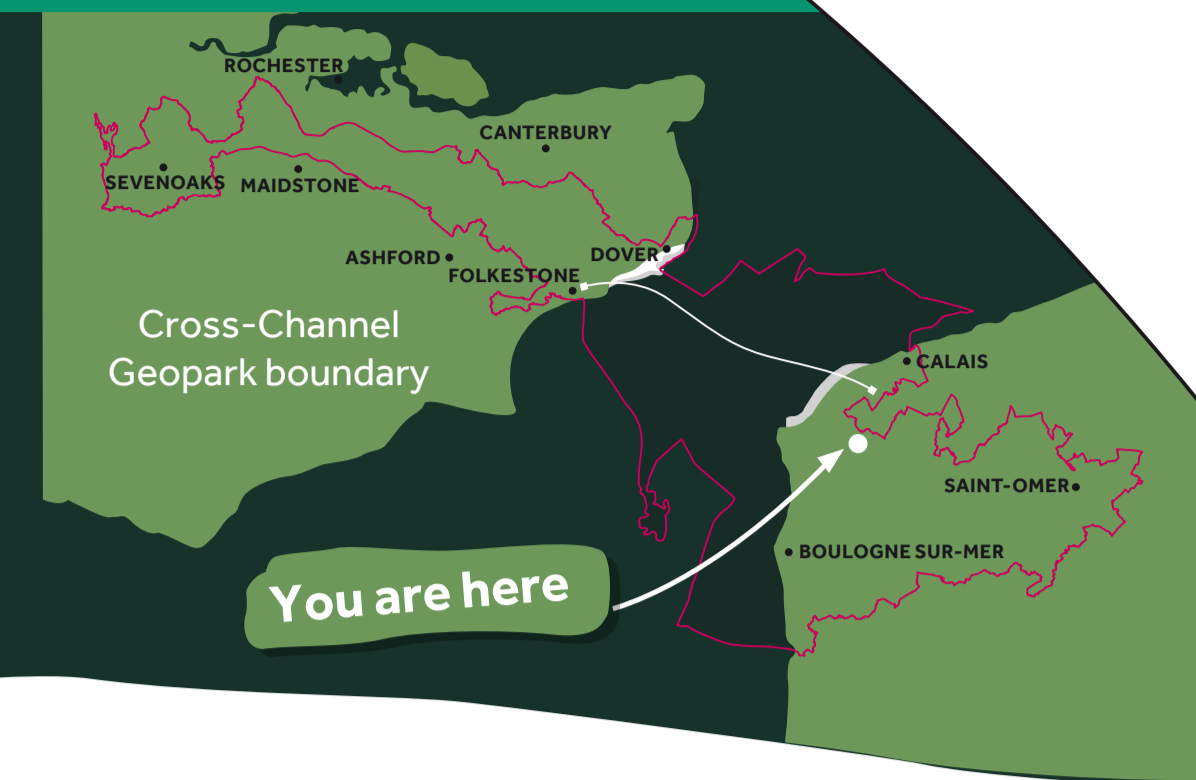 ROCHESTER
CANTERBURY
SEVENOAKS
MAIDSTONE
ASHFORD
DOVER
FOLKESTONE
Cross-Channel
Geopark boundary
CALAIS
SAINT-OMER
BOULOGNE SUR-MER
You are here